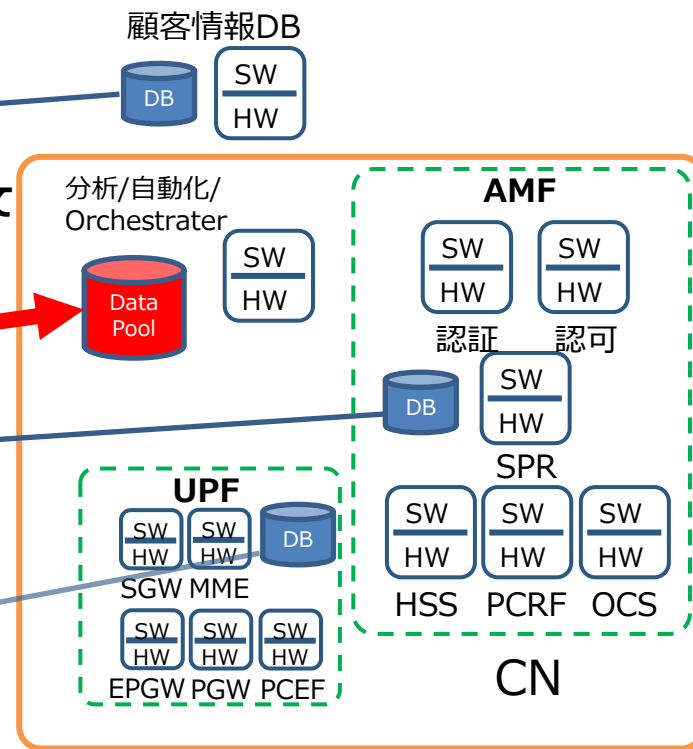 顧客情報DB
DB
SW
HW
分析/自動化/
Orchestrater
SW
HW
Data
Pool
AMF
SW
HW
認証
SW
HW
認可
DB
SW
HW
SPR
SW
HW
HSS
SW
HW
PCRF
SW
HW
OCS
UPF
SW
HW
SGW
SW
HW
MME
DB
SW
HW
EPGW
SW
HW
PGW
SW
HW
PCEF
CN